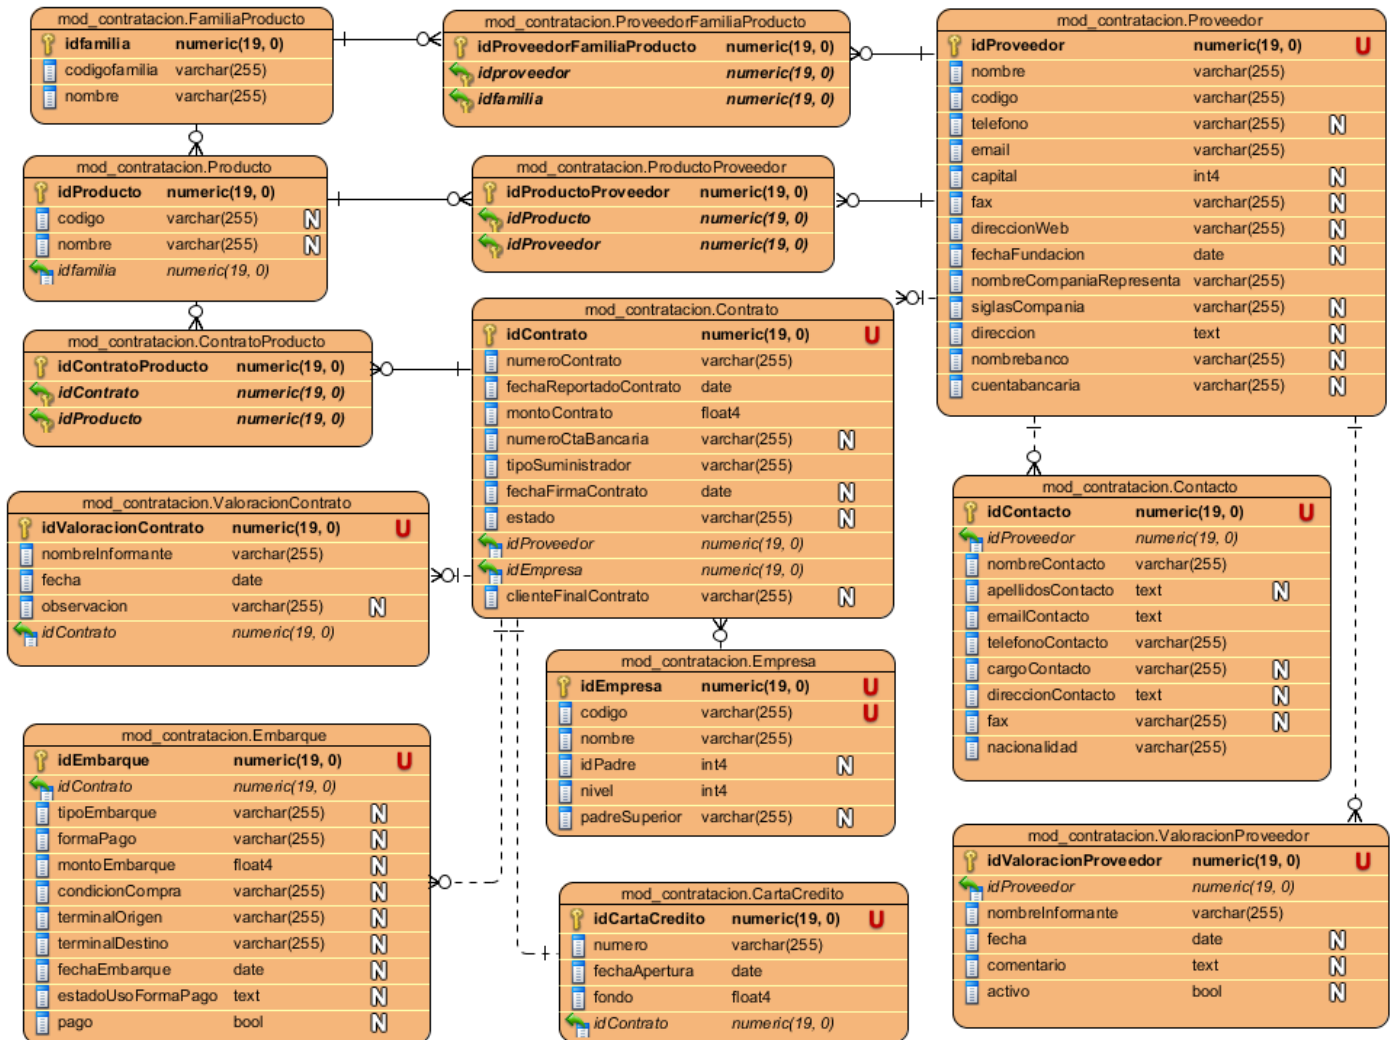 mod_contratacion.FamiliaProducto
idfamilia numeric(19, 0)
codigofamilia varchar(255)
nombre varchar(255)
mod_contratacion.ProveedorFamiliaProducto
idProveedorFamiliaProducto numeric(19, 0)
idproveedor numeric(19, 0)
idfamilia numeric(19, 0)
mod_contratacion.Proveedor
idProveedor numeric(19, 0) U
nombre varchar(255)
codigo varchar(255)
telefono varchar(255) N
email varchar(255)
capital int4 N
fax varchar(255) N
direccionWeb varchar(255) N
fechaFundacion date N
nombreCompaniaRepresenta varchar(255)
siglasCompania varchar(255) N
direccion text N
nombrebanco varchar(255) N
cuentabancaria varchar(255) N
mod_contratacion.Producto
idProducto numeric(19, 0)
codigo varchar(255) N
nombre varchar(255) N
idfamilia numeric(19, 0)
mod_contratacion.ProductoProveedor
idProductoProveedor numeric(19, 0)
idProducto numeric(19, 0)
idProveedor numeric(19, 0)
mod_contratacion.ContratoProducto
idContratoProducto numeric(19, 0)
idContrato numeric(19, 0)
idProducto numeric(19, 0)
mod_contratacion.Contrato
idContrato numeric(19, 0) U
numeroContrato varchar(255)
fechaReportadoContrato date
montoContrato float4
numeroCtaBancaria varchar(255) N
tipoSuministrador varchar(255)
fechaFirmaContrato date N
estado varchar(255) N
idProveedor numeric(19, 0)
idEmpresa numeric(19, 0)
clienteFinalContrato varchar(255) N
mod_contratacion.ValoracionContrato
idValoracionContrato numeric(19, 0) U
nombreInformante varchar(255)
fecha date
observacion varchar(255) N
idContrato numeric(19, 0)
mod_contratacion.Contacto
idContacto numeric(19, 0) U
idProveedor numeric(19, 0)
nombreContacto varchar(255)
apellidosContacto text N
emailContacto text
telefonoContacto varchar(255)
cargoContacto varchar(255) N
direccionContacto text N
fax varchar(255) N
nacionalidad varchar(255)
mod_contratacion.Empresa
idEmpresa numeric(19, 0) U
codigo varchar(255) U
nombre varchar(255)
idPadre int4 N
nivel int4
padreSuperior varchar(255) N
mod_contratacion.Embarque
idEmbarque numeric(19, 0) U
idContrato numeric(19, 0)
tipoEmbarque varchar(255) N
formaPago varchar(255) N
montoEmbarque float4 N
condicionCompra varchar(255) N
terminalOrigen varchar(255) N
terminalDestino varchar(255) N
fechaEmbarque date N
estadoUsoFormaPago text N
pago bool N
mod_contratacion.CartaCredito
idCartaCredito numeric(19, 0) U
numero varchar(255)
fechaApertura date
fondo float4
idContrato numeric(19, 0)
mod_contratacion.ValoracionProveedor
idValoracionProveedor numeric(19, 0) U
idProveedor numeric(19, 0)
nombreInformante varchar(255)
fecha date N
comentario text N
activo bool N